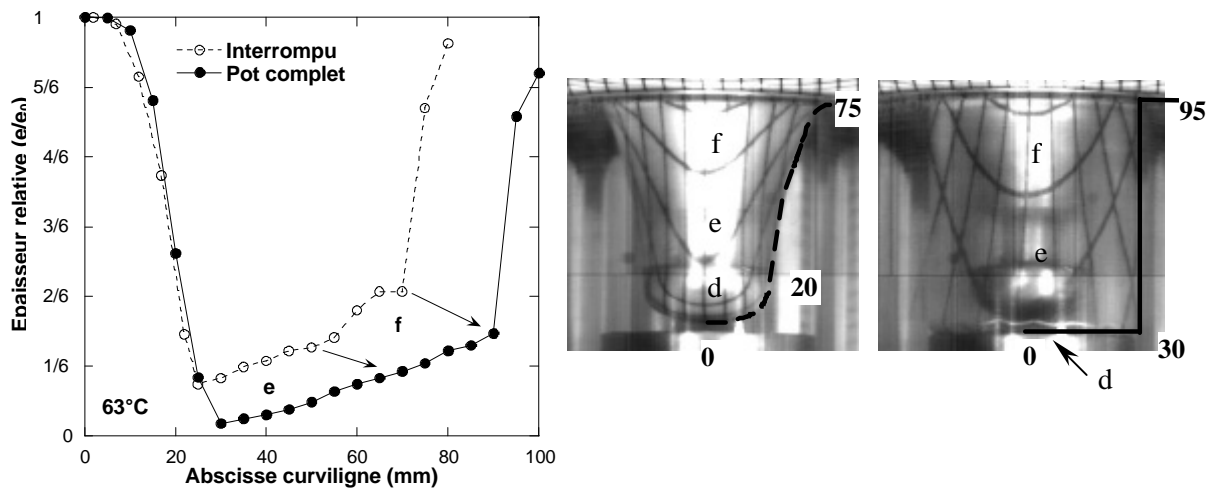 Epaisseur relative (e/e₀)
1
5/6
4/6
3/6
2/6
1/6
0
Interrompu
Pot complet
f
e
63°C
0 20 40 60 80 100
Abscisse curviligne (mm)
75
f
e
d
20
0
95
f
e
30
0
d